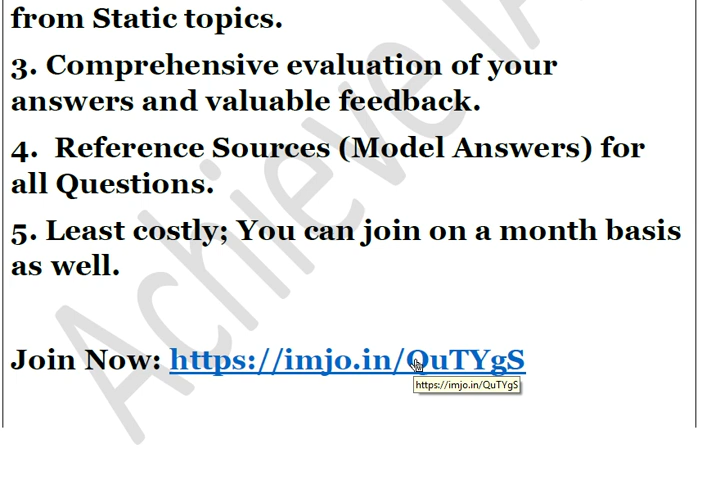 from Static topics.
3. Comprehensive evaluation of your
answers and valuable feedback.
4. Reference Sources (Model Answers) for
all Questions.
5. Least costly; You can join on a month basis
as well.
Join Now: https://imjo.in/QuTYgS
https://imjo.in/QuTYgS
Achieve IA